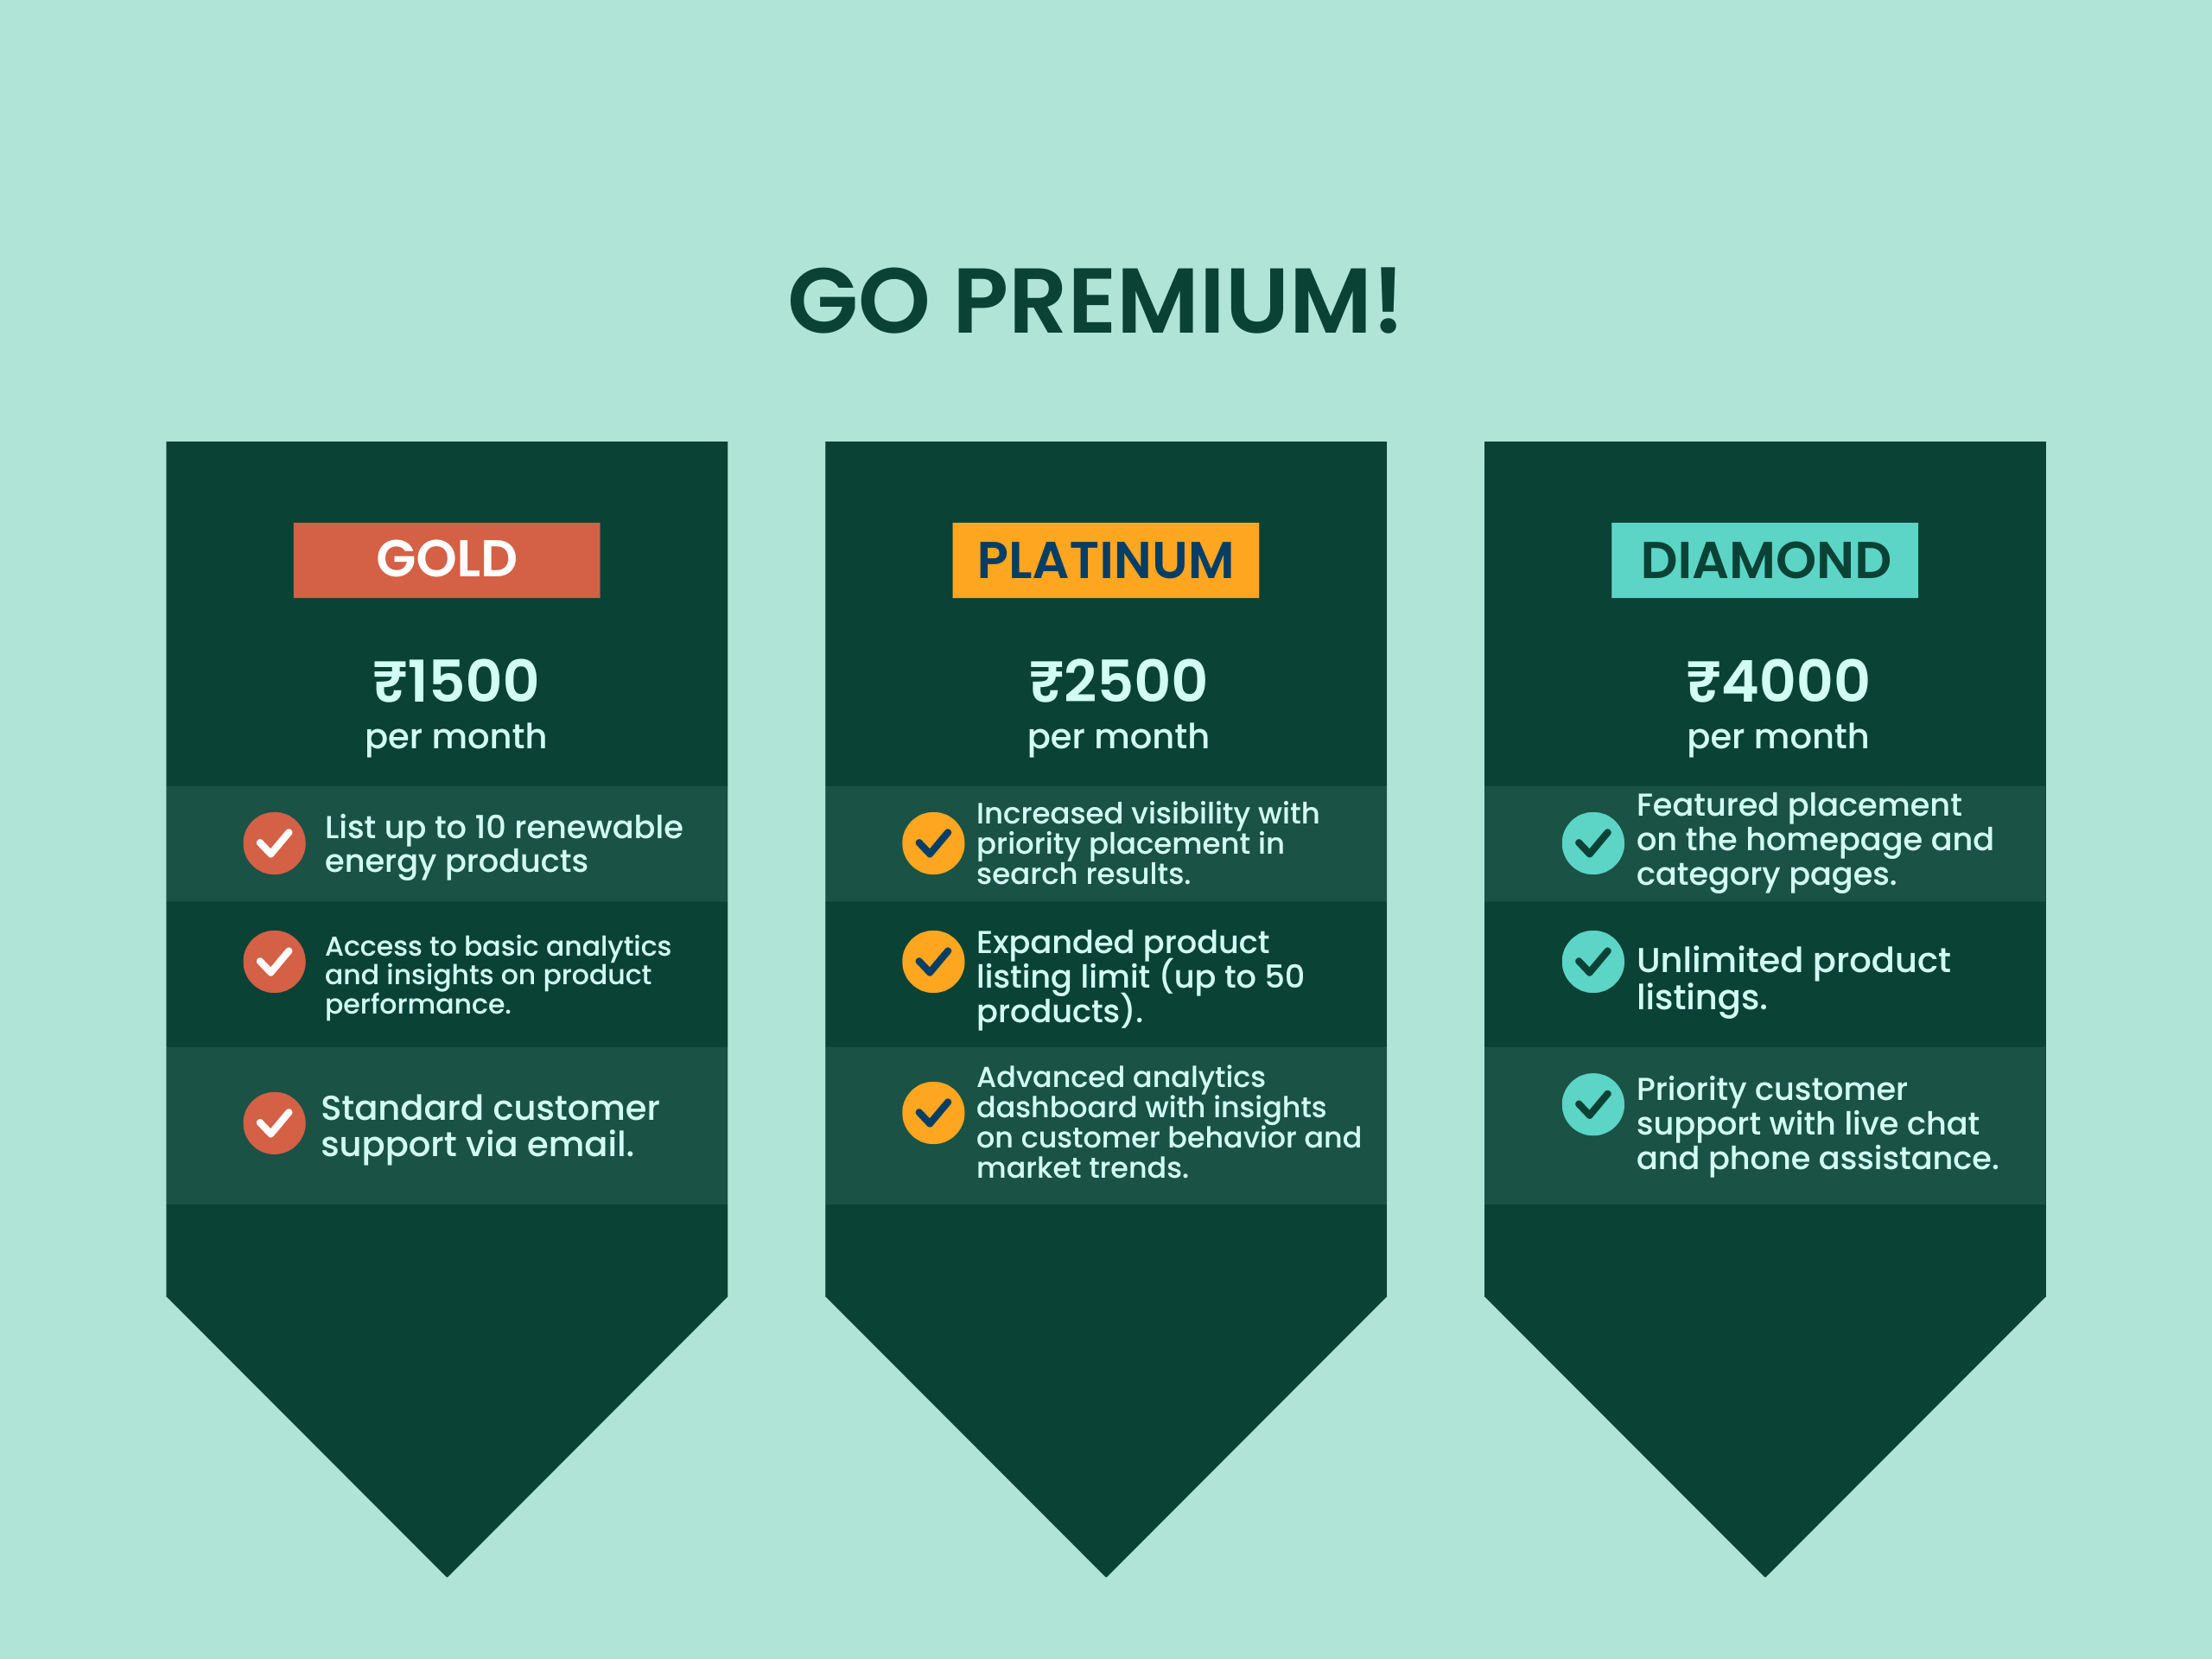 GO PREMIUM!
GOLD
₹1500
per month
List up to 10 renewable
energy products
Access to basic analytics
and insights on product
performance.
Standard customer
support via email.
PLATINUM
₹2500
per month
Increased visibility with
priority placement in
search results.
Expanded product
listing limit (up to 50
products).
Advanced analytics
dashboard with insights
on customer behavior and
market trends.
DIAMOND
₹4000
per month
Featured placement
on the homepage and
category pages.
Unlimited product
listings.
Priority customer
support with live chat
and phone assistance.